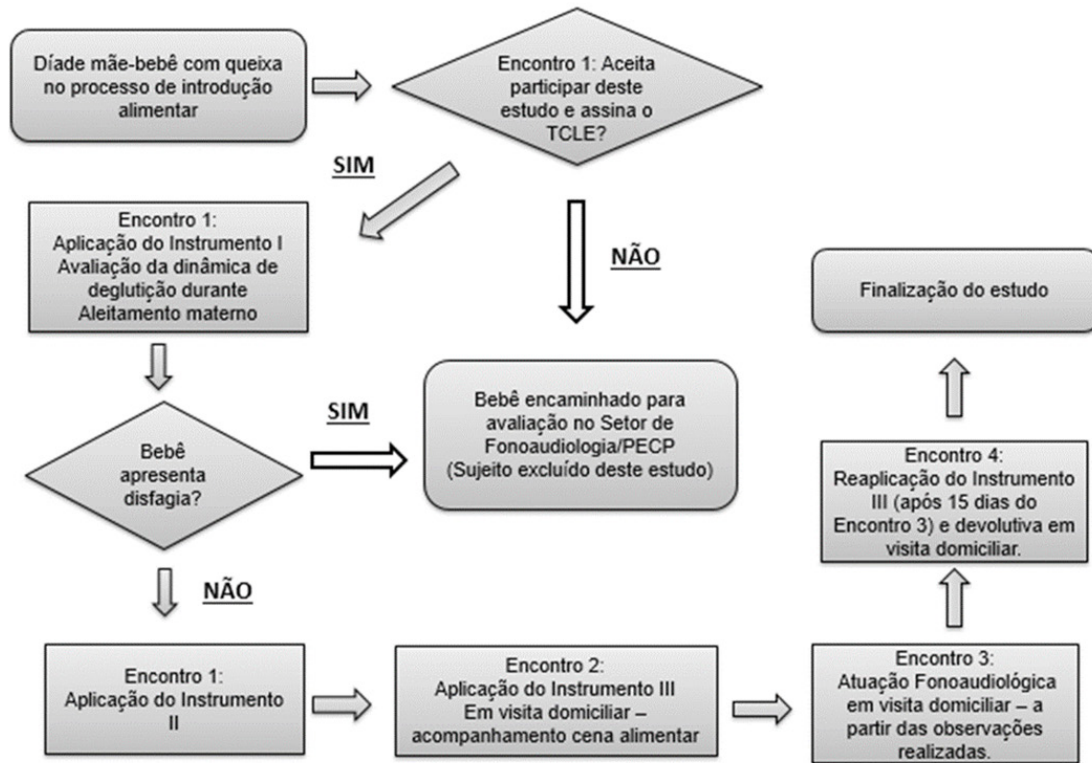 Díade mãe-bebê com queixa
no processo de introdução
alimentar
Encontro 1: Aceita
participar deste
estudo e assina o
TCLE?
SIM
NÃO
Encontro 1:
Aplicação do Instrumento I
Avaliação da dinâmica de
deglutição durante
Aleitamento materno
Bebê
apresenta
disfagia?
SIM
Bebê encaminhado para
avaliação no Setor de
Fonoaudiologia/PECP
(Sujeito excluído deste estudo)
NÃO
Encontro 1:
Aplicação do Instrumento
II
Encontro 2:
Aplicação do Instrumento III
Em visita domiciliar –
acompanhamento cena alimentar
Encontro 3:
Atuação Fonoaudiológica
em visita domiciliar – a
partir das observações
realizadas.
Encontro 4:
Reaplicação do Instrumento
III (após 15 dias do
Encontro 3) e devolutiva em
visita domiciliar.
Finalização do estudo